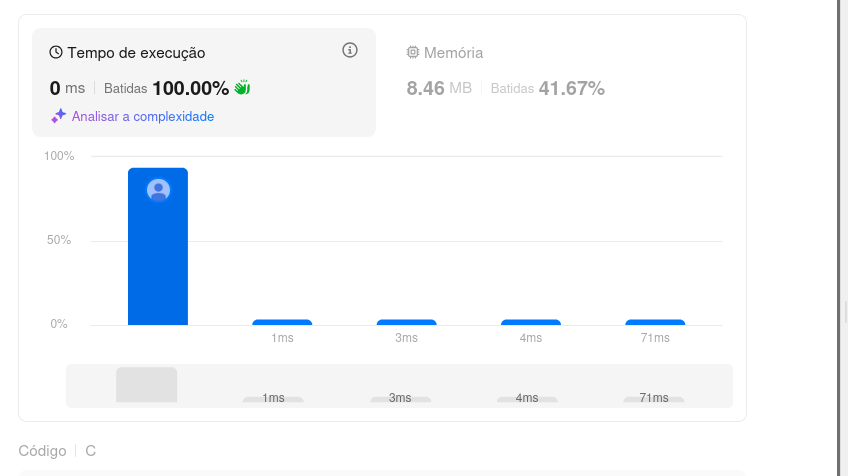 Tempo de execução
Memória
0 ms Batidas 100.00%
8.46 MB Batidas 41.67%
Analisar a complexidade
100%
50%
0%
1ms 3ms 4ms 71ms
1ms 3ms 4ms 71ms
Código C